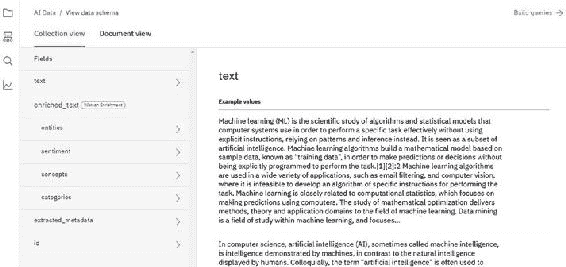 AI Data / View data schema
Build queries
Collection view
Document view
Fields
text
enriched_text
entities
sentiment
concepts
categories
extracted_metadata
id
text
Example values
Machine learning (ML) is the scientific study of algorithms and statistical models that
computer systems use in order to perform a specific task effectively without using
explicit instructions, relying on patterns and inference instead. It is seen as a subset of
artificial intelligence. Machine learning algorithms build a mathematical model based on
sample data, known as "training data", in order to make predictions or decisions without
being explicitly programmed to perform the task.[1][2]:2 Machine learning algorithms
are used in a wide variety of applications, such as email filtering, and computer vision,
where it is infeasible to develop an algorithm of specific instructions for performing the
task. Machine learning is closely related to computational statistics, which focuses on
making predictions using computers. The study of mathematical optimization delivers
methods, theory and application domains to the field of machine learning. Data mining
is a field of study within machine learning, and focuses...
In computer science, artificial intelligence (AI), sometimes called machine intelligence,
is intelligence demonstrated by machines, in contrast to the natural intelligence
displayed by humans. Colloquially, the term "artificial intelligence" is often used to